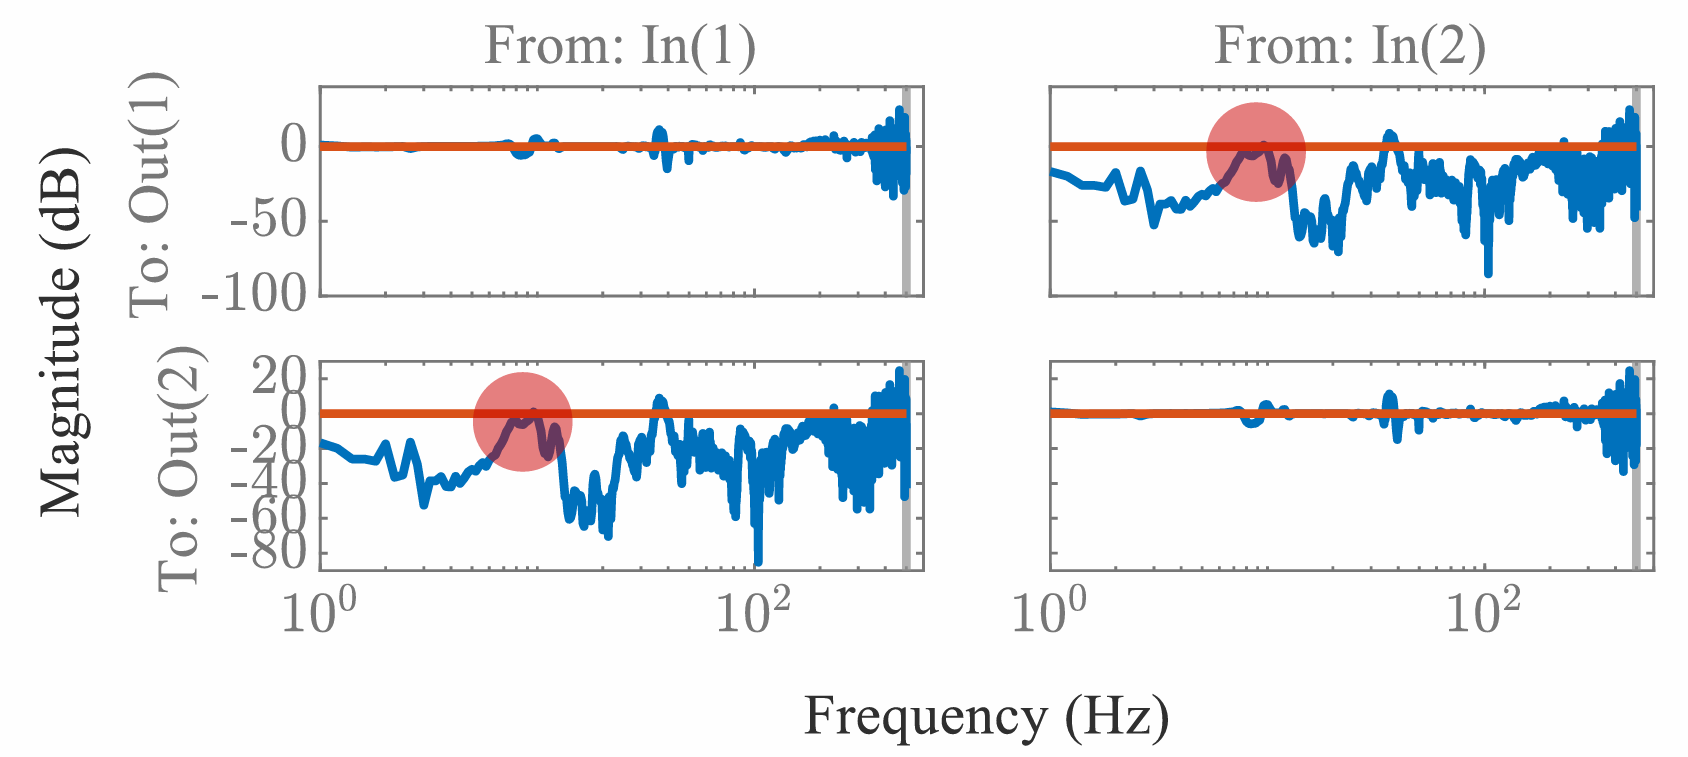 From: In(1)
From: In(2)
Magnitude (dB)
To: Out(1)
0
-50
-100
To: Out(2)
20
0
-20
-40
-60
-80
10^0
10^2
10^0
10^2
Frequency (Hz)